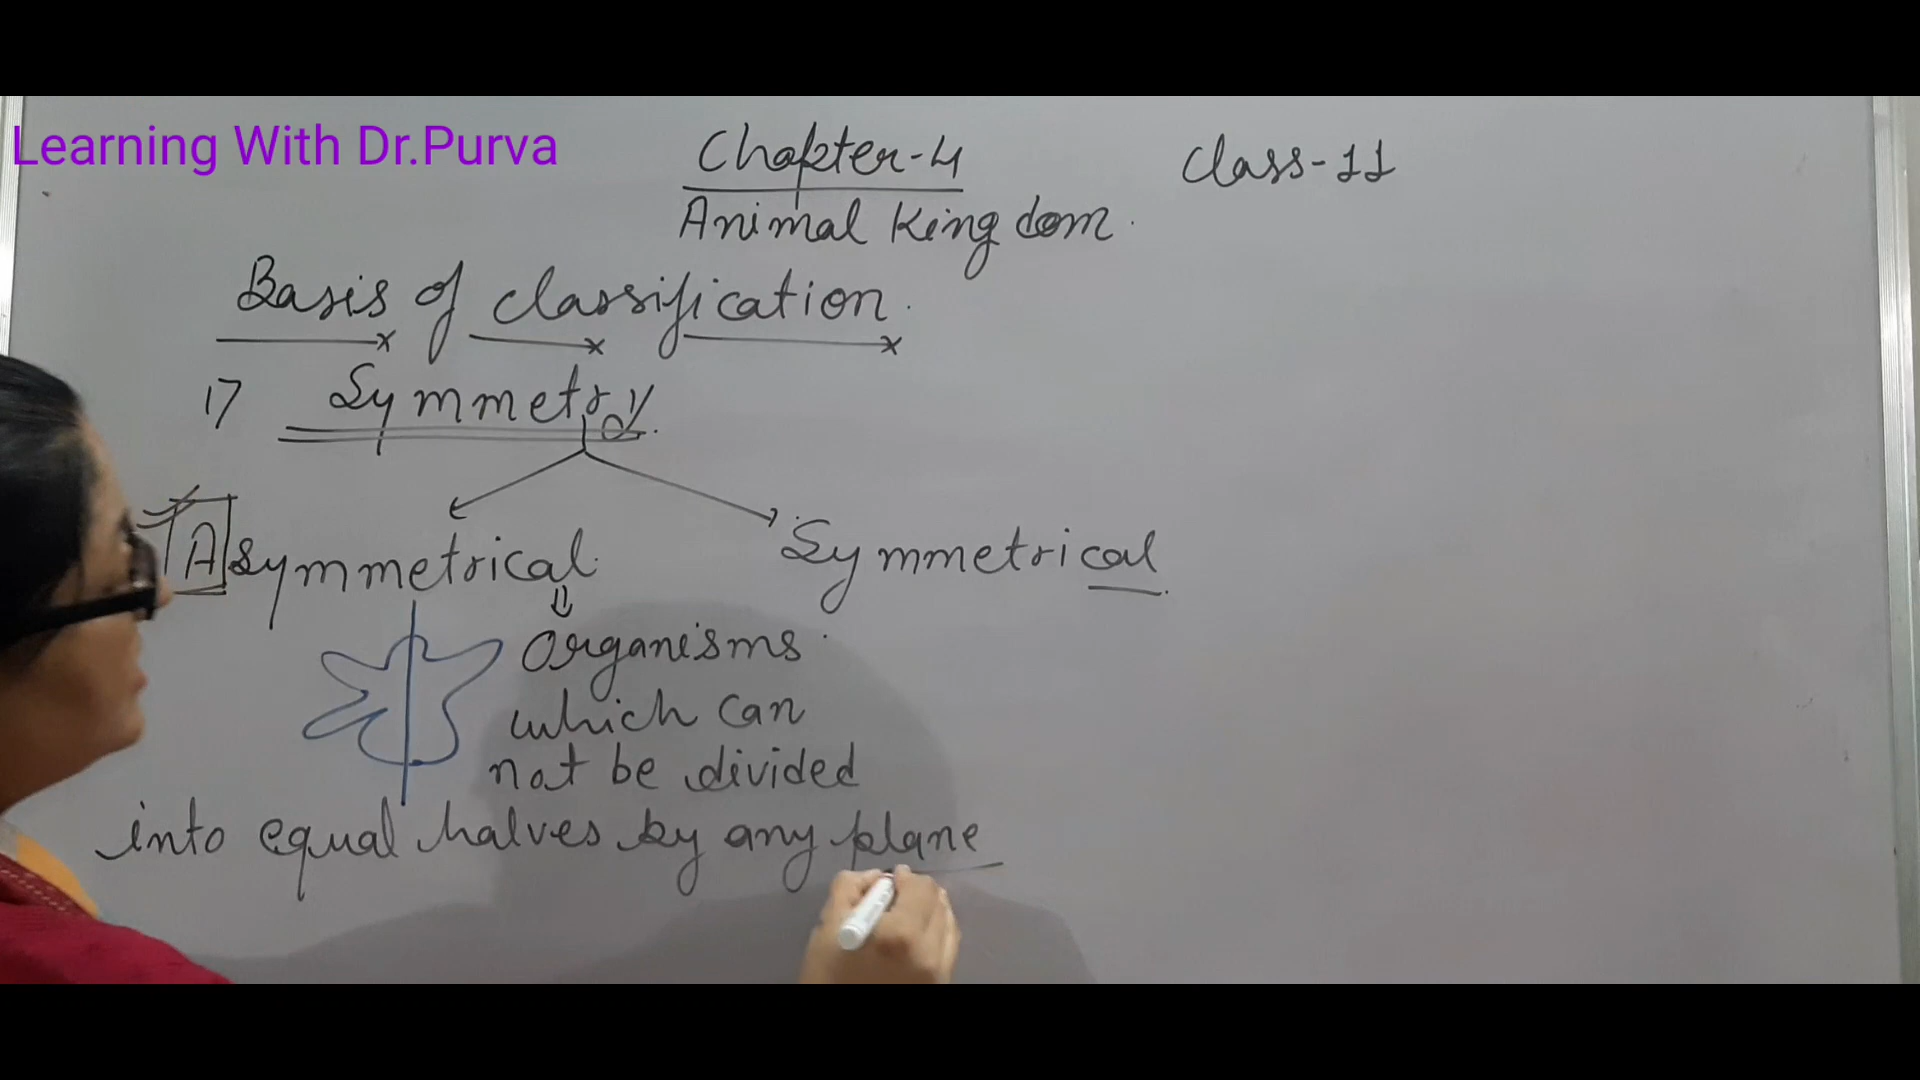 Learning With Dr.Purva
Chapter-4
Class-11
Animal Kingdom.
Basis of classification.
1) Symmetry.
Asymmetrical.
Symmetrical.
Organisms.
which can
not be divided
into equal halves by any plane